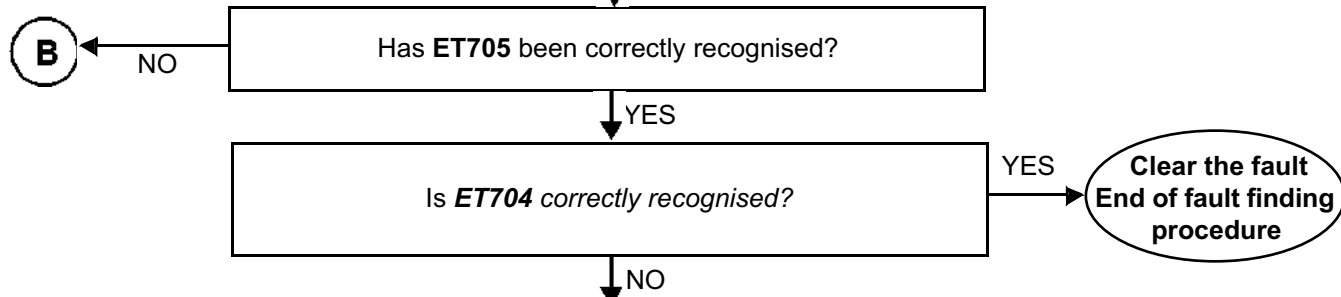 Has ET705 been correctly recognised?
B
NO
YES
Is ET704 correctly recognised?
YES
Clear the fault
End of fault finding
procedure
NO